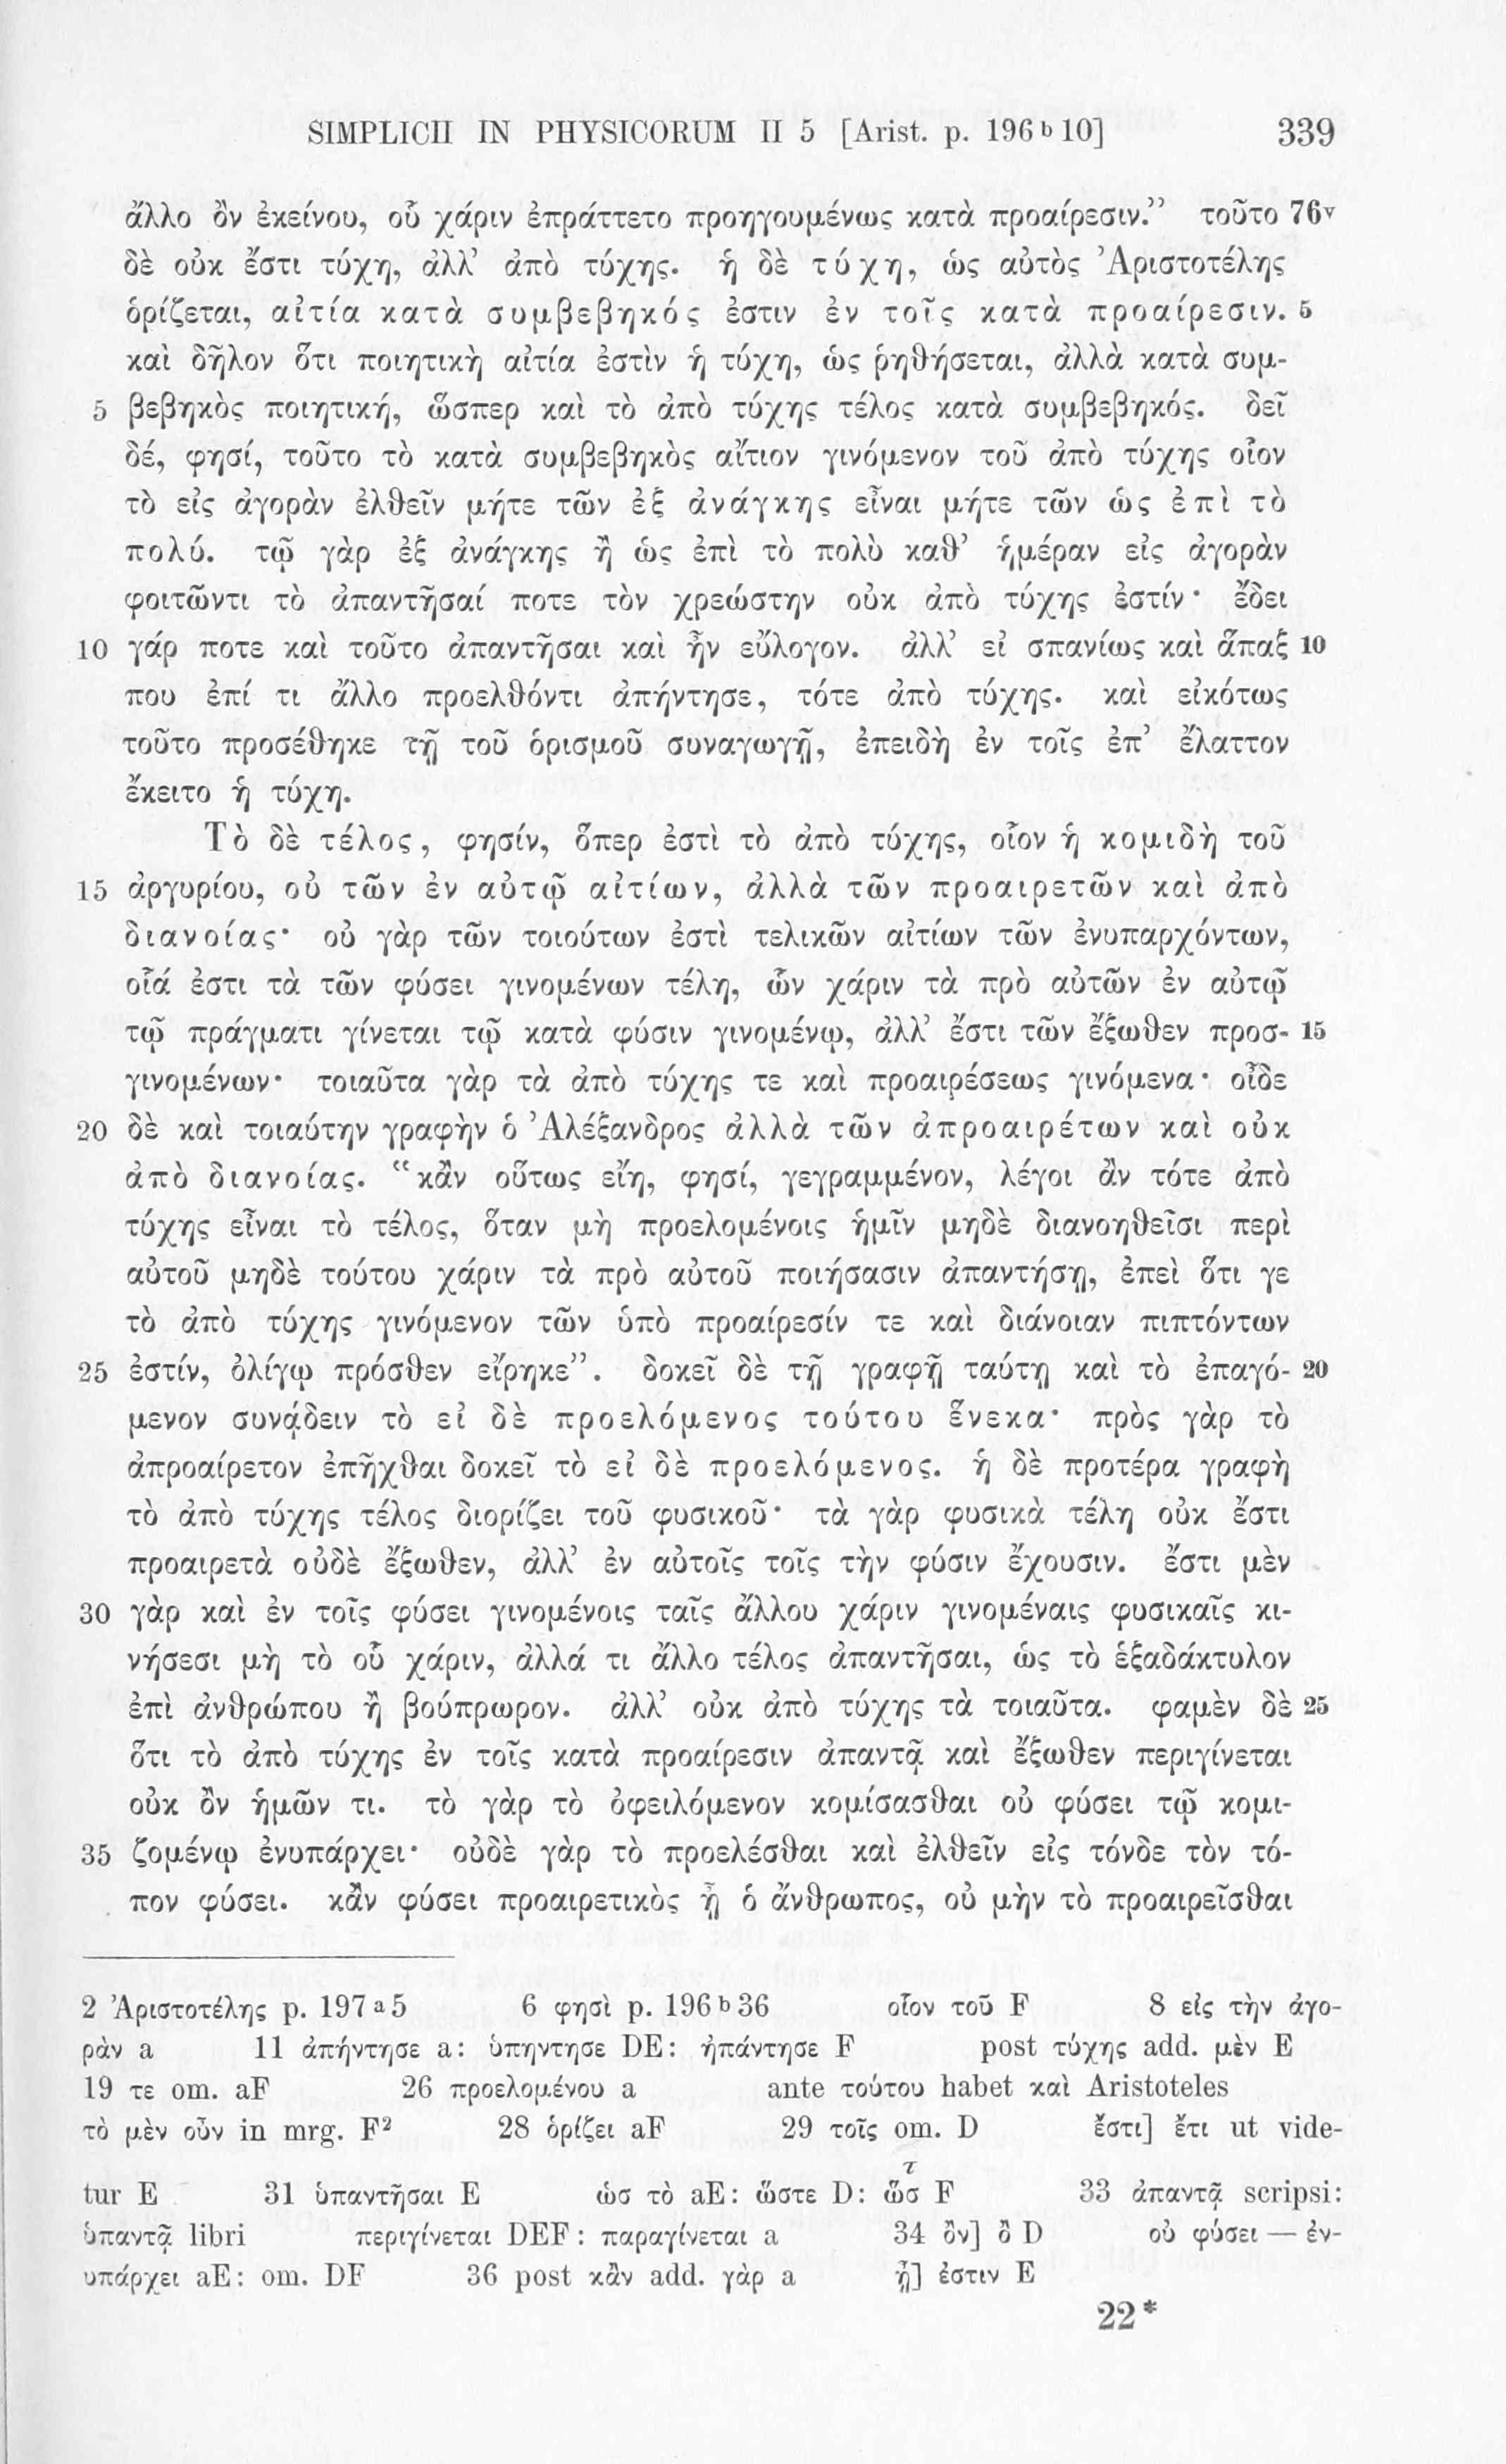 SIMPLICII IN PHYSICORUM II 5 [Arist. p. 196 b 10] 339
ἄλλο ὂν ἐκείνου, οὗ χάριν ἐπράττετο προηγουμένως κατὰ προαίρεσιν.” τοῦτο 76v
δὲ οὐκ ἔστι τύχη, ἀλλ’ ἀπὸ τύχης. ἡ δὲ τύχη, ὡς αὐτὸς Ἀριστοτέλης
ὁρίζεται, αἰτία κατὰ συμβεβηκός ἐστιν ἐν τοῖς κατὰ προαίρεσιν. 5
καὶ δῆλον ὅτι ποιητικὴ αἰτία ἐστὶν ἡ τύχη, ὡς ῥηθήσεται, ἀλλὰ κατὰ συμ-
5 βεβηκὸς ποιητική, ὥσπερ καὶ τὸ ἀπὸ τύχης τέλος κατὰ συμβεβηκός. δεῖ
δέ, φησί, τοῦτο τὸ κατὰ συμβεβηκὸς αἴτιον γινόμενον τοῦ ἀπὸ τύχης οἷον
τὸ εἰς ἀγορὰν ἐλθεῖν μήτε τῶν ἐξ ἀνάγκης εἶναι μήτε τῶν ὡς ἐπὶ τὸ
πολύ. τῷ γὰρ ἐξ ἀνάγκης ἢ ὡς ἐπὶ τὸ πολὺ καθ’ ἡμέραν εἰς ἀγορὰν
φοιτῶντι τὸ ἀπαντῆσαί ποτε τὸν χρεώστην οὐκ ἀπὸ τύχης ἐστίν· ἔδει
10 γάρ ποτε καὶ τοῦτο ἀπαντῆσαι καὶ ἦν εὔλογον. ἀλλ’ εἰ σπανίως καὶ ἅπαξ 10
που ἐπί τι ἄλλο προελθόντι ἀπήντησε, τότε ἀπὸ τύχης. καὶ εἰκότως
τοῦτο προσέθηκε τῇ τοῦ ὁρισμοῦ συναγωγῇ, ἐπειδὴ ἐν τοῖς ἐπ’ ἔλαττον
ἔκειτο ἡ τύχη.
Τὸ δὲ τέλος, φησίν, ὅπερ ἐστὶ τὸ ἀπὸ τύχης, οἷον ἡ κομιδὴ τοῦ
15 ἀργυρίου, οὐ τῶν ἐν αὐτῷ αἰτίων, ἀλλὰ τῶν προαιρετῶν καὶ ἀπὸ
διανοίας· οὐ γὰρ τῶν τοιούτων ἐστὶ τελικῶν αἰτίων τῶν ἐνυπαρχόντων,
οἷά ἐστι τὰ τῶν φύσει γινομένων τέλη, ὧν χάριν τὰ πρὸ αὐτῶν ἐν αὐτῷ
τῷ πράγματι γίνεται τῷ κατὰ φύσιν γινομένῳ, ἀλλ’ ἔστι τῶν ἔξωθεν προσ- 15
γινομένων· τοιαῦτα γὰρ τὰ ἀπὸ τύχης τε καὶ προαιρέσεως γινόμενα· οἶδε
20 δὲ καὶ τοιαύτην γραφὴν ὁ Ἀλέξανδρος ἀλλὰ τῶν ἀπροαιρέτων καὶ οὐκ
ἀπὸ διανοίας. “κἂν οὕτως εἴη, φησί, γεγραμμένον, λέγοι ἂν τότε ἀπὸ
τύχης εἶναι τὸ τέλος, ὅταν μὴ προελομένοις ἡμῖν μηδὲ διανοηθεῖσι περὶ
αὐτοῦ μηδὲ τούτου χάριν τὰ πρὸ αὐτοῦ ποιήσασιν ἀπαντήσῃ, ἐπεὶ ὅτι γε
τὸ ἀπὸ τύχης γινόμενον τῶν ὑπὸ προαίρεσίν τε καὶ διάνοιαν πιπτόντων
25 ἐστίν, ὀλίγῳ πρόσθεν εἴρηκε”. δοκεῖ δὲ τῇ γραφῇ ταύτῃ καὶ τὸ ἐπαγό- 20
μενον συνᾴδειν τὸ εἰ δὲ προελόμενος τούτου ἕνεκα· πρὸς γὰρ τὸ
ἀπροαίρετον ἐπῆχθαι δοκεῖ τὸ εἰ δὲ προελόμενος. ἡ δὲ προτέρα γραφὴ
τὸ ἀπὸ τύχης τέλος διορίζει τοῦ φυσικοῦ· τὰ γὰρ φυσικὰ τέλη οὐκ ἔστι
προαιρετὰ οὐδὲ ἔξωθεν, ἀλλ’ ἐν αὐτοῖς τοῖς τὴν φύσιν ἔχουσιν. ἔστι μὲν
30 γὰρ καὶ ἐν τοῖς φύσει γινομένοις ταῖς ἄλλου χάριν γινομέναις φυσικαῖς κι-
νήσεσι μὴ τὸ οὗ χάριν, ἀλλά τι ἄλλο τέλος ἀπαντῆσαι, ὡς τὸ ἑξαδάκτυλον
ἐπὶ ἀνθρώπου ἢ βούπρωρον. ἀλλ’ οὐκ ἀπὸ τύχης τὰ τοιαῦτα. φαμὲν δὲ 25
ὅτι τὸ ἀπὸ τύχης ἐν τοῖς κατὰ προαίρεσιν ἀπαντᾷ καὶ ἔξωθεν περιγίνεται
οὐκ ὂν ἡμῶν τι. τὸ γὰρ τὸ ὀφειλόμενον κομίσασθαι οὐ φύσει τῷ κομι-
35 ζομένῳ ἐνυπάρχει· οὐδὲ γὰρ τὸ προελέσθαι καὶ ἐλθεῖν εἰς τόνδε τὸν τό-
πον φύσει. κἂν φύσει προαιρετικὸς ᾖ ὁ ἄνθρωπος, οὐ μὴν τὸ προαιρεῖσθαι
2 Ἀριστοτέλης p. 197 a 5 6 φησὶ p. 196 b 36 οἷον τοῦ F 8 εἰς τὴν ἀγο-
ρὰν a 11 ἀπήντησε a: ὑπηντησε DE: ἠπάντησε F post τύχης add. μὲν E
19 τε om. aF 26 προελομένου a ante τούτου habet καὶ Aristoteles
τὸ μὲν οὖν in mrg. F² 28 ὁρίζει aF 29 τοῖς om. D ἔστι] ἔτι ut vide-
tur E 31 ὑπαντῆσαι E ὡσ τὸ aE: ὥστε D: ὥσ τ F 33 ἀπαντᾷ scripsi:
ὑπαντᾷ libri περιγίνεται DEF: παραγίνεται a 34 ὂν] ὃ D οὐ φύσει — ἐν-
υπάρχει aE: om. DF 36 post κἂν add. γὰρ a ᾖ] ἐστιν E
22*